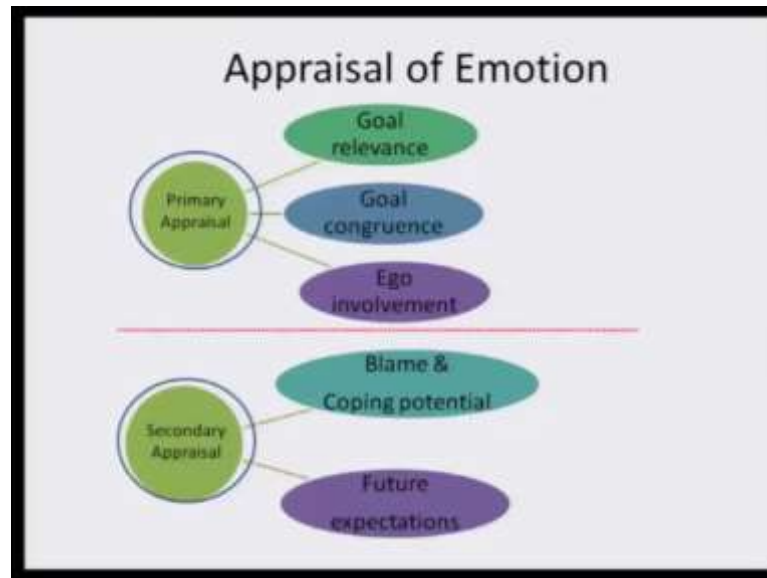 Appraisal of Emotion
Goal
relevance
Primary
Appraisal
Goal
congruence
Ego
involvement
Blame &
Coping potential
Secondary
Appraisal
Future
expectations